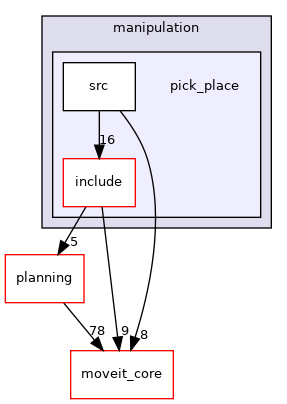 manipulation
src
pick_place
16
include
5
planning
9
8
78
moveit_core